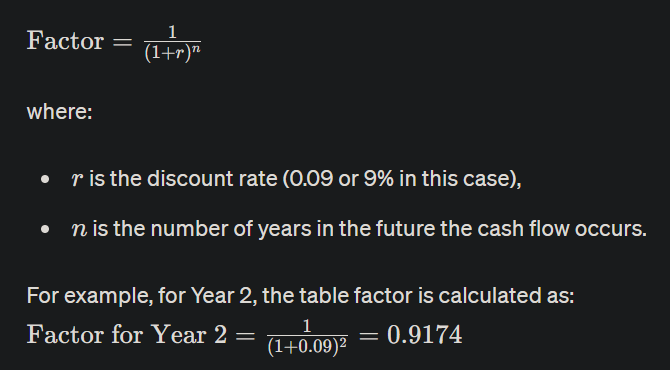 Factor = \frac{1}{(1+r)^n}
where:
• r is the discount rate (0.09 or 9% in this case),
• n is the number of years in the future the cash flow occurs.
For example, for Year 2, the table factor is calculated as:
Factor for Year 2 = \frac{1}{(1+0.09)^2} = 0.9174